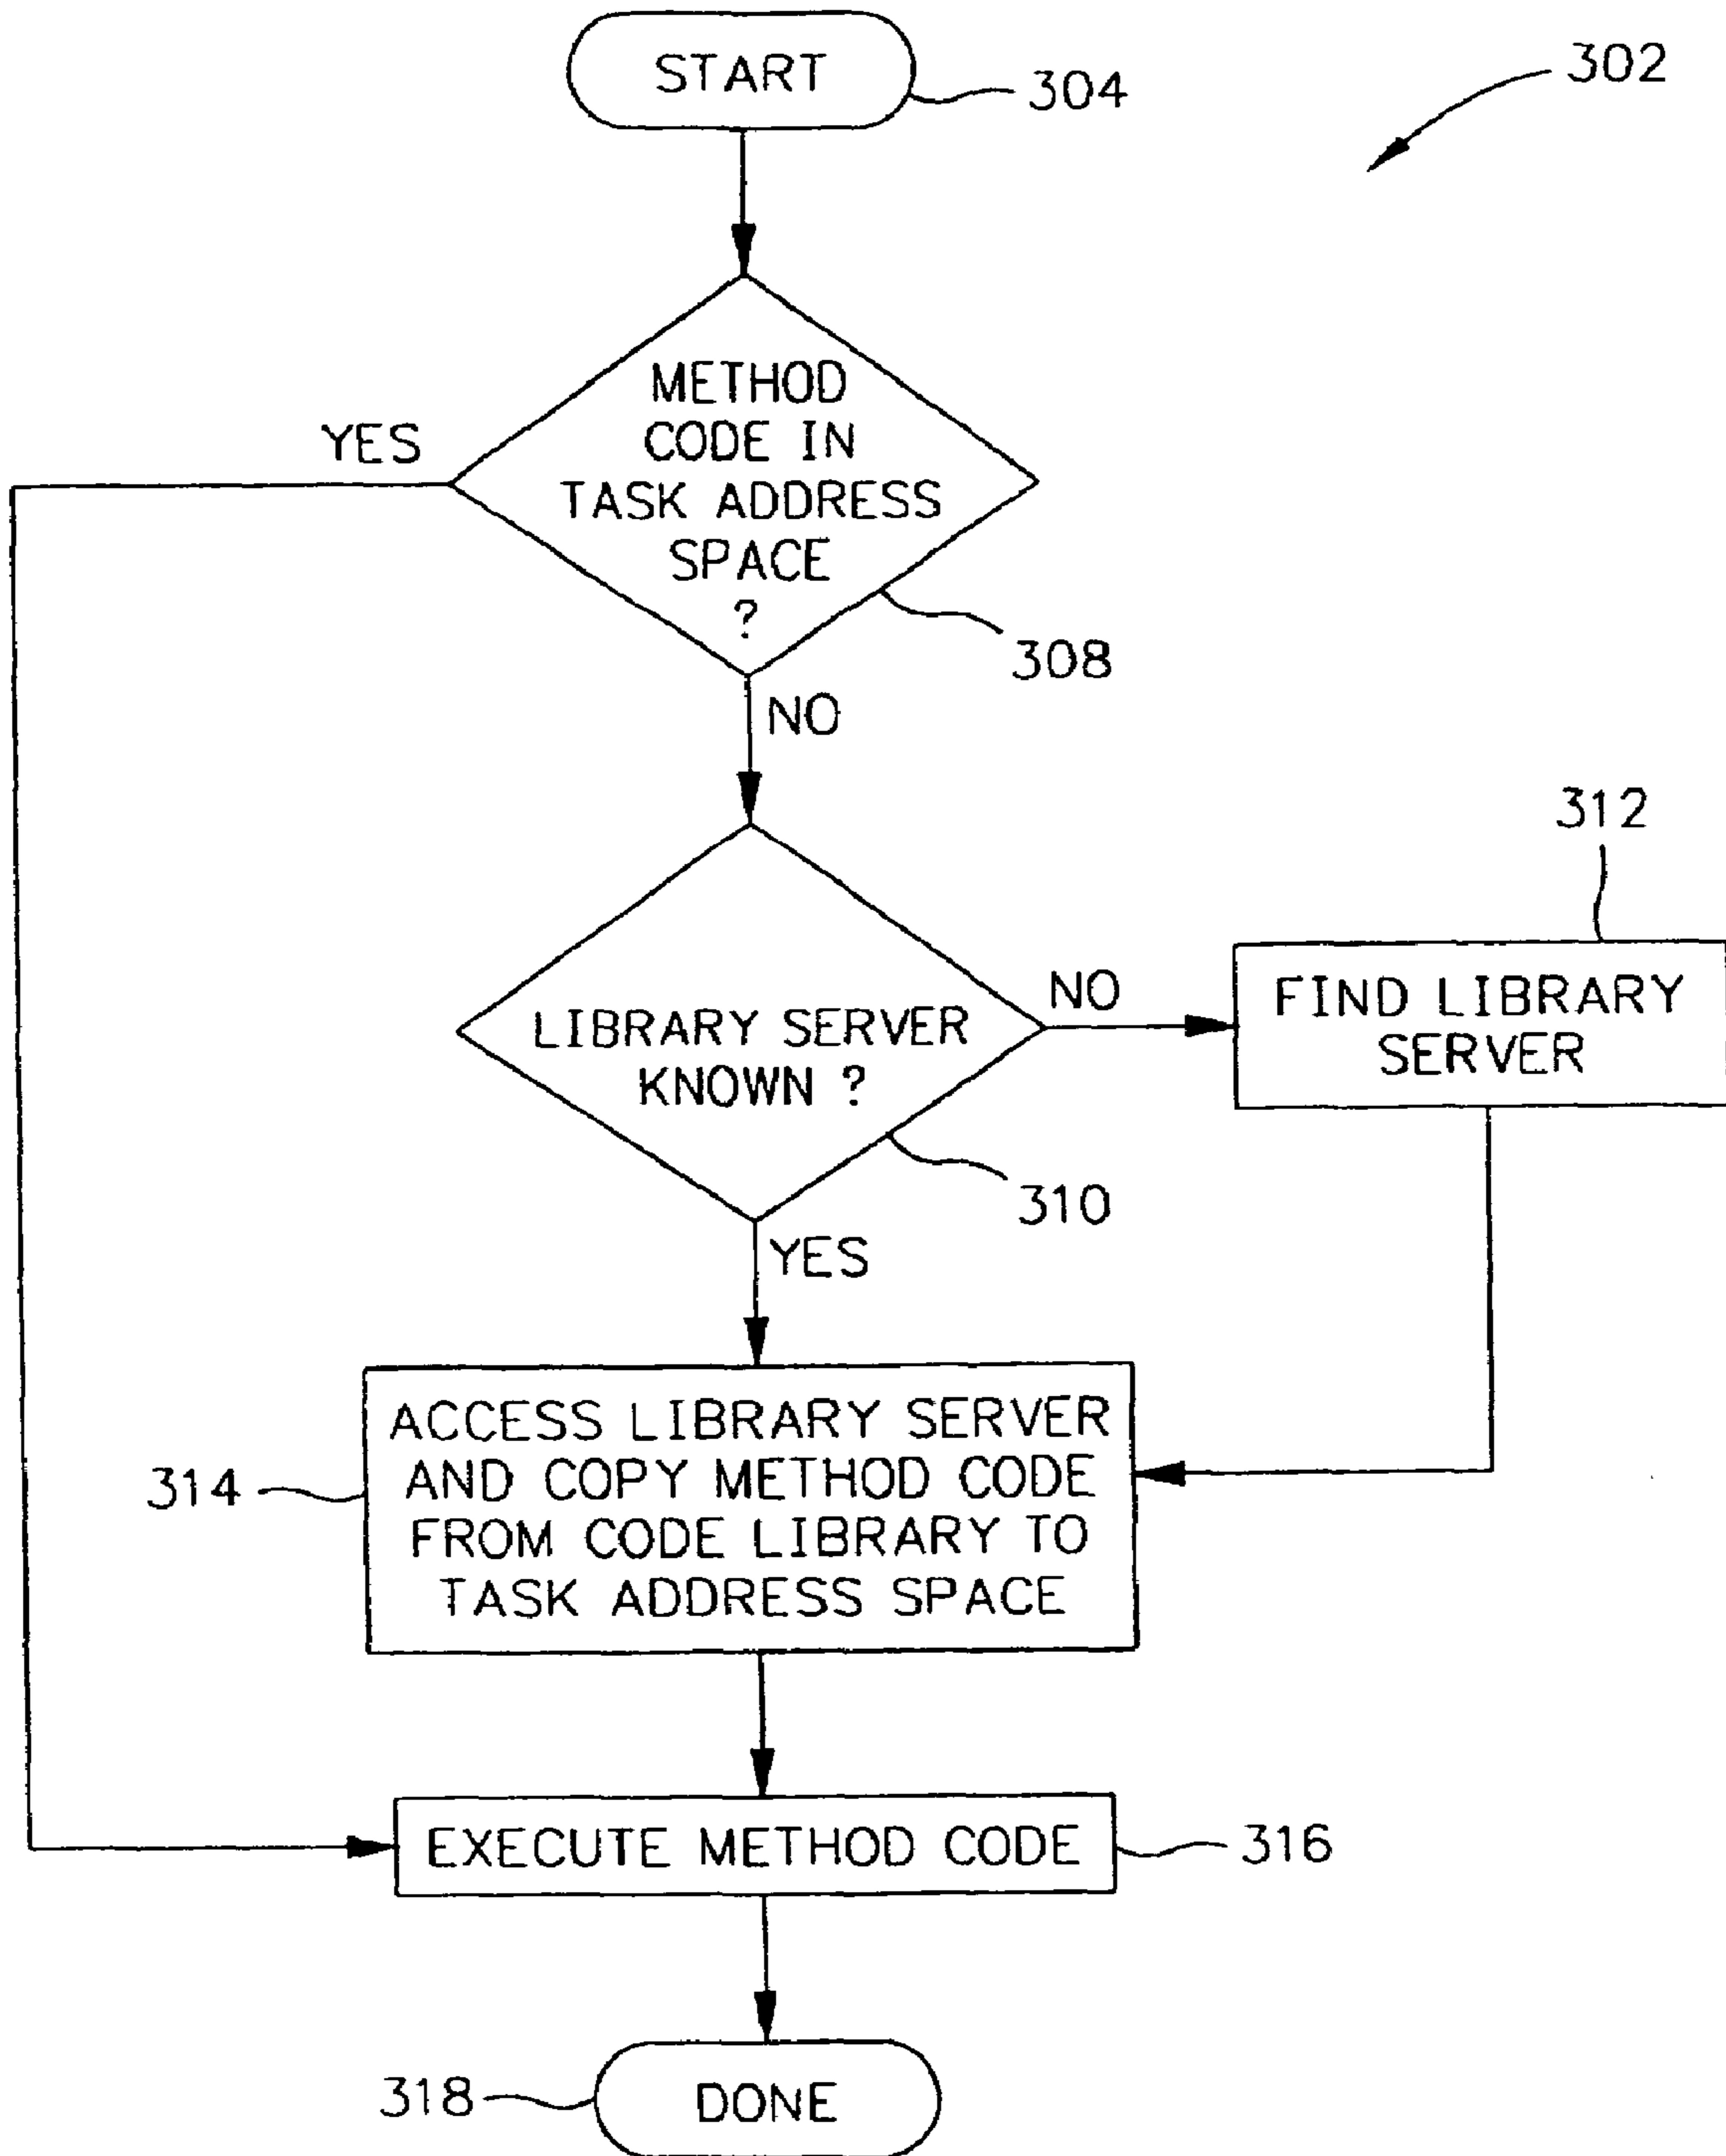 START
304
302
METHOD
CODE IN
TASK ADDRESS
SPACE
?
YES
308
NO
312
LIBRARY SERVER
KNOWN ?
NO
FIND LIBRARY
SERVER
310
YES
ACCESS LIBRARY SERVER
AND COPY METHOD CODE
FROM CODE LIBRARY TO
TASK ADDRESS SPACE
314
EXECUTE METHOD CODE
316
318
DONE